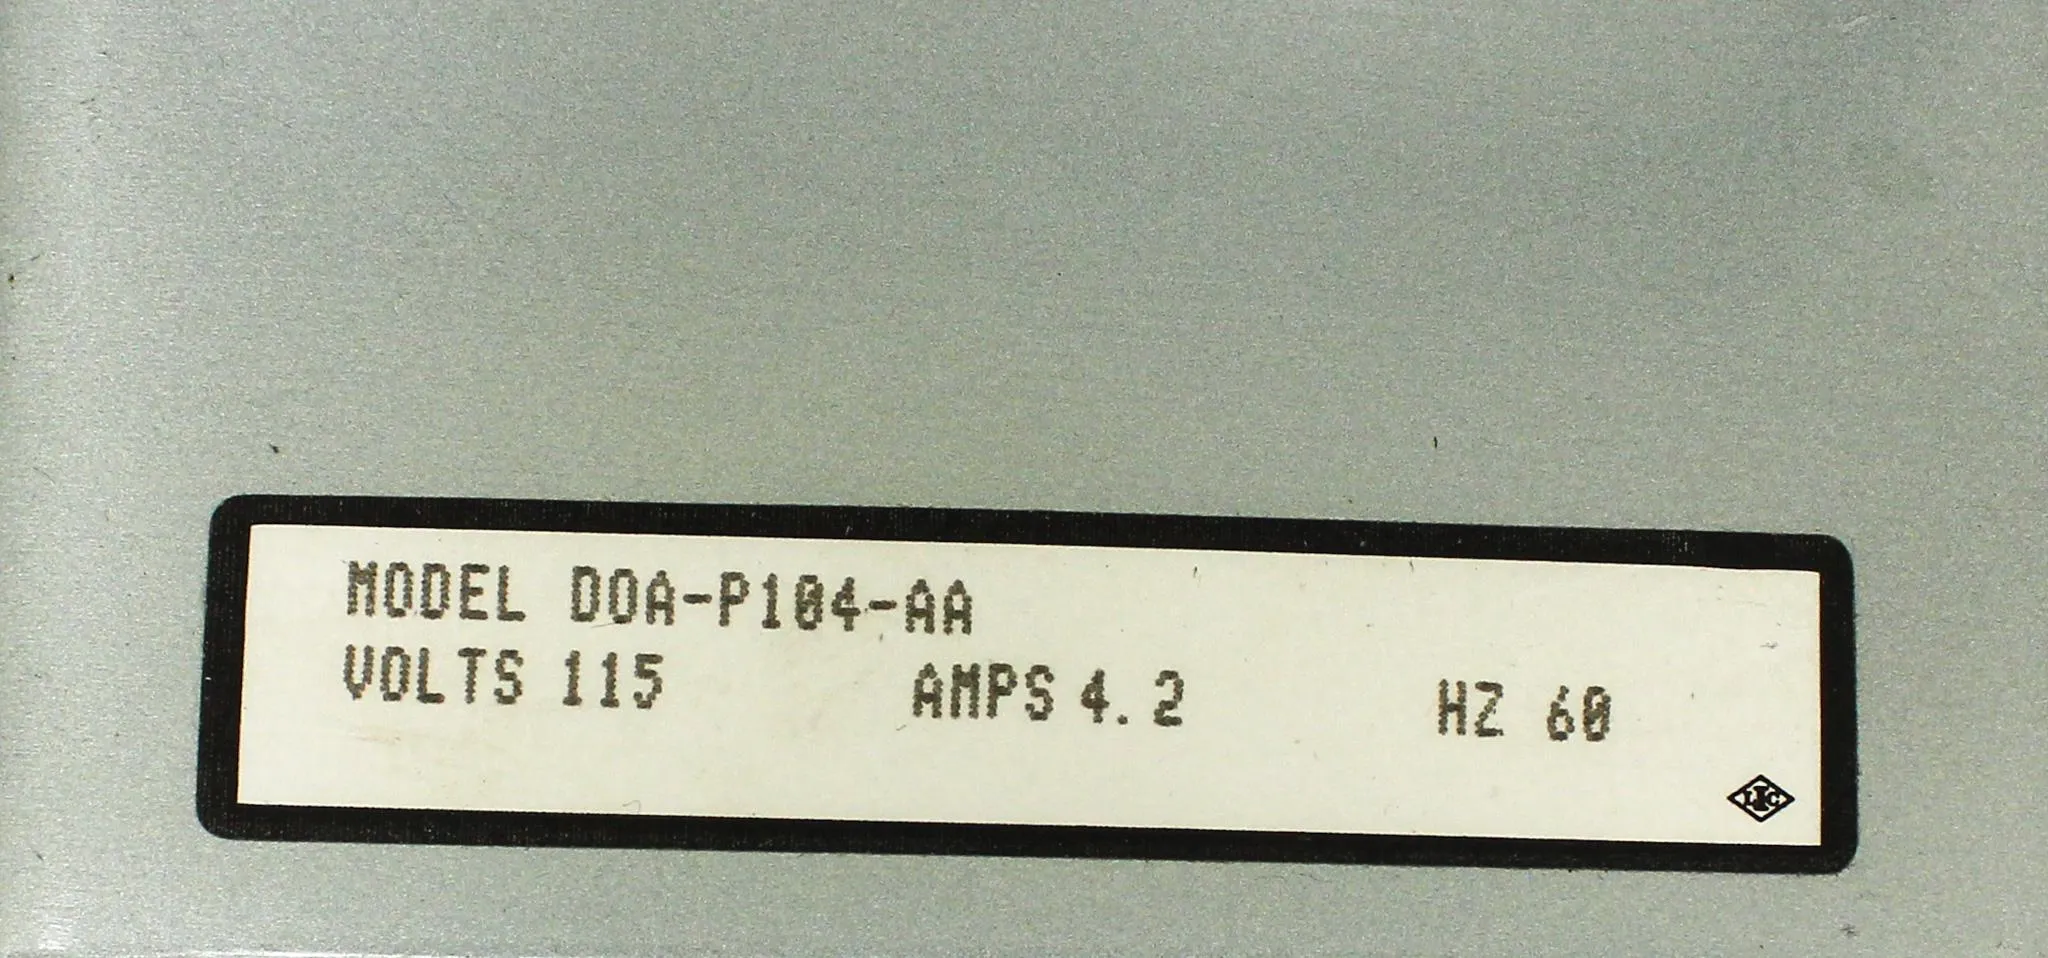 MODEL DOA-P104-AA
VOLTS 115 AMPS 4.2 HZ 60